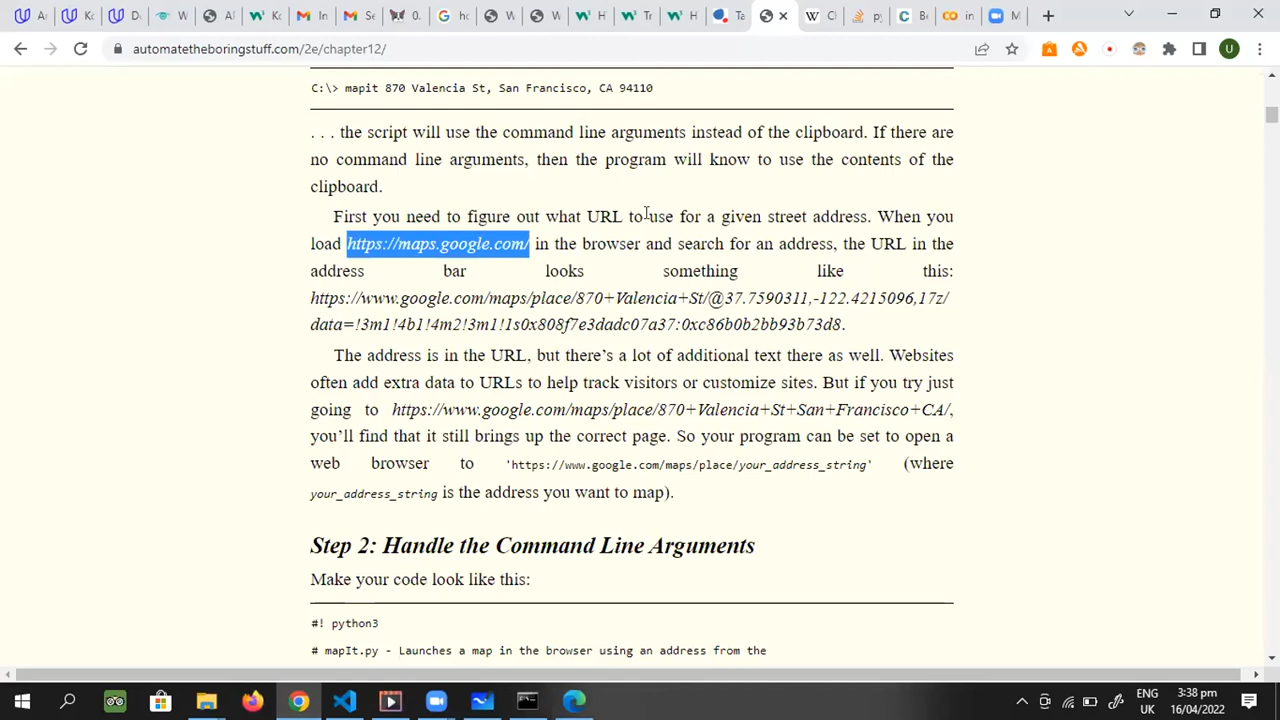 automatetheboringstuff.com/2e/chapter12/
C:\> mapit 870 Valencia St, San Francisco, CA 94110
. . . the script will use the command line arguments instead of the clipboard. If there are
no command line arguments, then the program will know to use the contents of the
clipboard.
First you need to figure out what URL to use for a given street address. When you
load https://maps.google.com/ in the browser and search for an address, the URL in the
address bar looks something like this:
https://www.google.com/maps/place/870+Valencia+St/@37.7590311,-122.4215096,17z/
data=!3m1!4b1!4m2!3m1!1s0x808f7e3dadc07a37:0xc86b0b2bb93b73d8.
The address is in the URL, but there’s a lot of additional text there as well. Websites
often add extra data to URLs to help track visitors or customize sites. But if you try just
going to https://www.google.com/maps/place/870+Valencia+St+San+Francisco+CA/,
you’ll find that it still brings up the correct page. So your program can be set to open a
web browser to 'https://www.google.com/maps/place/your_address_string' (where
your_address_string is the address you want to map).
Step 2: Handle the Command Line Arguments
Make your code look like this:
#! python3
# mapIt.py - Launches a map in the browser using an address from the
ENG
UK
3:38 pm
16/04/2022